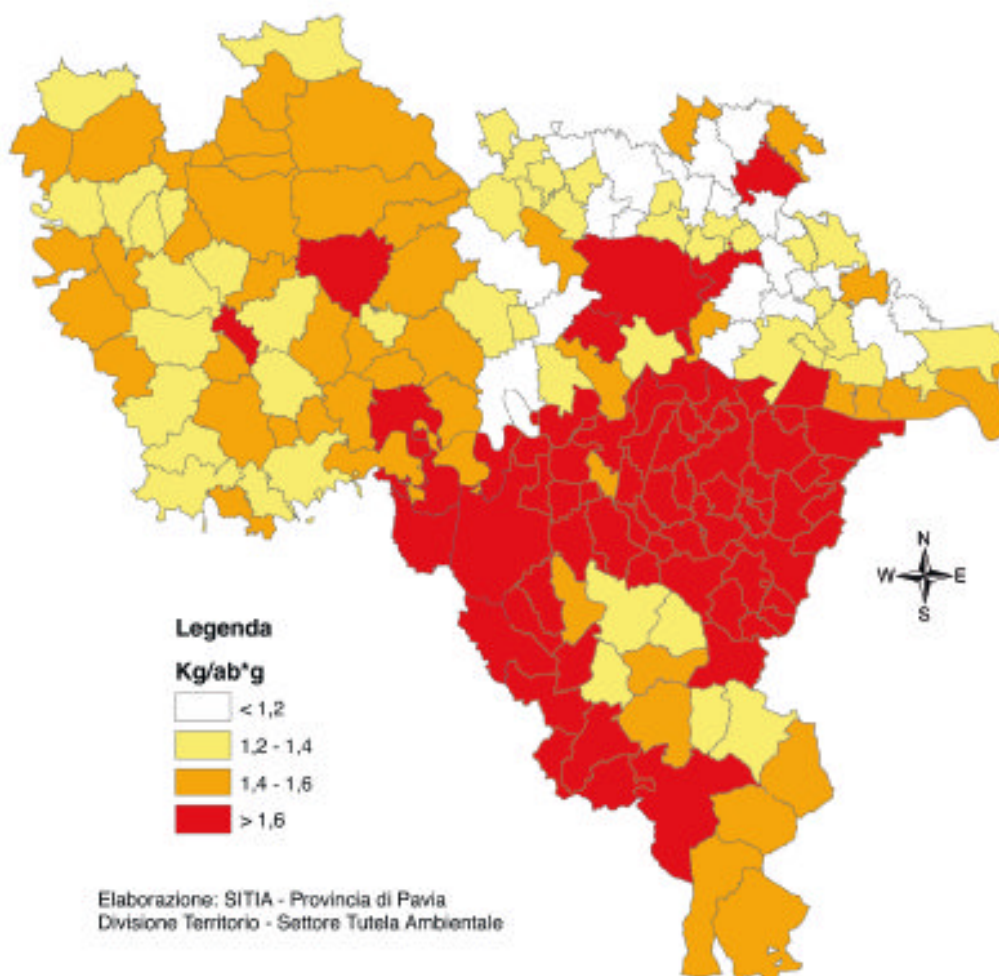 N
W E
S
Legenda
Kg/ab*g
< 1,2
1,2 - 1,4
1,4 - 1,6
> 1,6
Elaborazione: SITIA - Provincia di Pavia
Divisione Territorio - Settore Tutela Ambientale